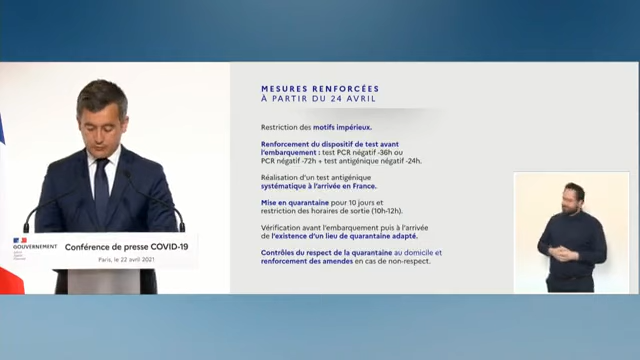 MESURES RENFORCÉES
À PARTIR DU 24 AVRIL
Restriction des motifs impérieux.
Renforcement du dispositif de test avant
l'embarquement : test PCR négatif -36h ou
PCR négatif -72h + test antigénique négatif -24h.
Réalisation d'un test antigénique
systématique à l'arrivée en France.
Mise en quarantaine pour 10 jours et
restriction des horaires de sortie (10h-12h).
Vérification avant l'embarquement puis à l'arrivée
de l'existence d'un lieu de quarantaine adapté.
Contrôles du respect de la quarantaine au domicile et
renforcement des amendes en cas de non-respect.
GOUVERNEMENT
Conférence de presse COVID-19
Paris, le 22 avril 2021